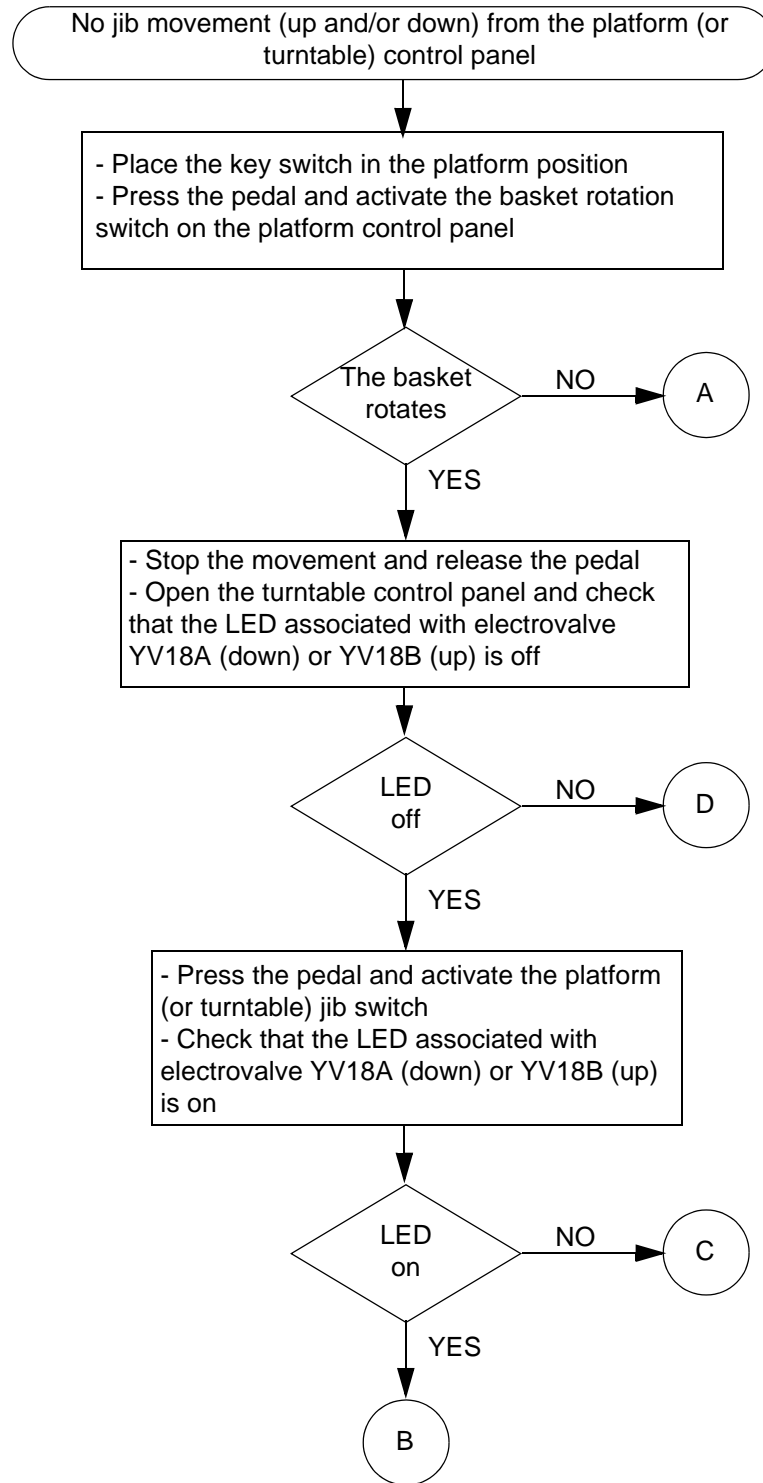 No jib movement (up and/or down) from the platform (or
turntable) control panel
- Place the key switch in the platform position
- Press the pedal and activate the basket rotation
switch on the platform control panel
The basket
rotates
NO
A
YES
- Stop the movement and release the pedal
- Open the turntable control panel and check
that the LED associated with electrovalve
YV18A (down) or YV18B (up) is off
LED
off
NO
D
YES
- Press the pedal and activate the platform
(or turntable) jib switch
- Check that the LED associated with
electrovalve YV18A (down) or YV18B (up)
is on
LED
on
NO
C
YES
B